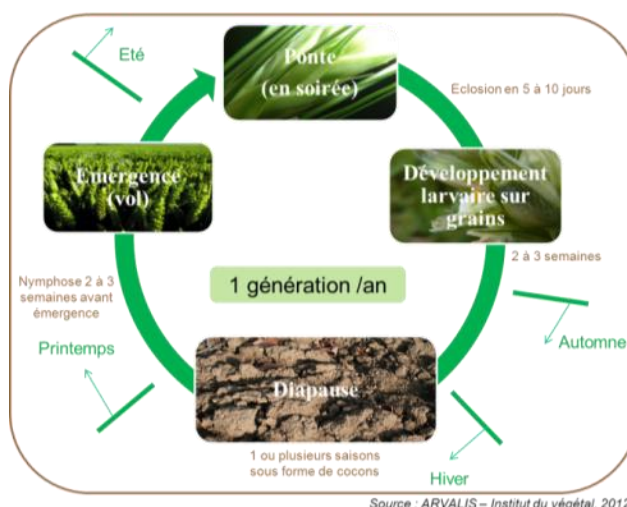 Eté
Ponte
(en soirée)
Eclosion en 5 à 10 jours
Emergence
(vol)
Développement
larvaire sur
grains
2 à 3 semaines
Nymphose 2 à 3
semaines avant
émergence
1 génération /an
Printemps
Automne
Diapause
1 ou plusieurs saisons
sous forme de cocons
Hiver
Source : ARVALIS – Institut du végétal, 2012